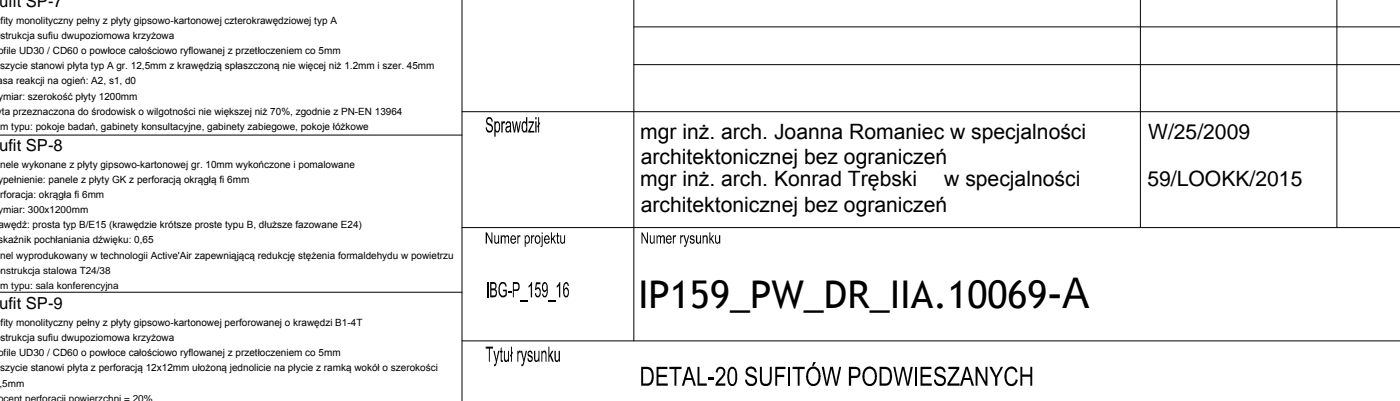 ufit SP-7
fity monolityczny pełny z płyty gipsowo-kartonowej czterokrawędziowej typ A
strukcja sufiu dwupoziomowa krzyżowa
ofile UD30 / CD60 o powłoce całościowo ryflowanej z przetłoczeniem co 5mm
szycie stanowi płyta typ A gr. 12,5mm z krawędzią spłaszczoną nie więcej niż 1.2mm i szer. 45mm
asa reakcji na ogień: A2, s1, d0
ymiar: szerokość płyty 1200mm
yta przeznaczona do środowisk o wilgotności nie większej niż 70%, zgodnie z PN-EN 13964
m typu: pokoje badań, gabinety konsultacyjne, gabinety zabiegowe, pokoje łóżkowe
ufit SP-8
nele wykonane z płyty gipsowo-kartonowej gr. 10mm wykończone i pomalowane
ypełnienie: panele z płyty GK z perforacją okrągłą fi 6mm
rforacja: okrągła fi 6mm
ymiar: 300x1200mm
awędź: prosta typ B/E15 (krawędzie krótsze proste typu B, dłuższe fazowane E24)
skaźnik pochłaniania dźwięku: 0,65
nel wyprodukowany w technologii Active'Air zapewniającą redukcję stężenia formaldehydu w powietrzu
nstrukcja stalowa T24/38
m typu: sala konferencyjna
ufit SP-9
fity monolityczny pełny z płyty gipsowo-kartonowej perforowanej o krawędzi B1-4T
strukcja sufiu dwupoziomowa krzyżowa
ofile UD30 / CD60 o powłoce całościowo ryflowanej z przetłoczeniem co 5mm
szycie stanowi płyta z perforacją 12x12mm ułożoną jednolicie na płycie z ramką wokół o szerokości
,5mm
ocent perforacji powierzchni = 20%
Sprawdził
mgr inż. arch. Joanna Romaniec w specjalności
architektonicznej bez ograniczeń
W/25/2009
mgr inż. arch. Konrad Trębski w specjalności
architektonicznej bez ograniczeń
59/LOOKK/2015
Numer projektu
IBG-P_159_16
Numer rysunku
IP159_PW_DR_IIA.10069-A
Tytuł rysunku
DETAL-20 SUFITÓW PODWIESZANYCH